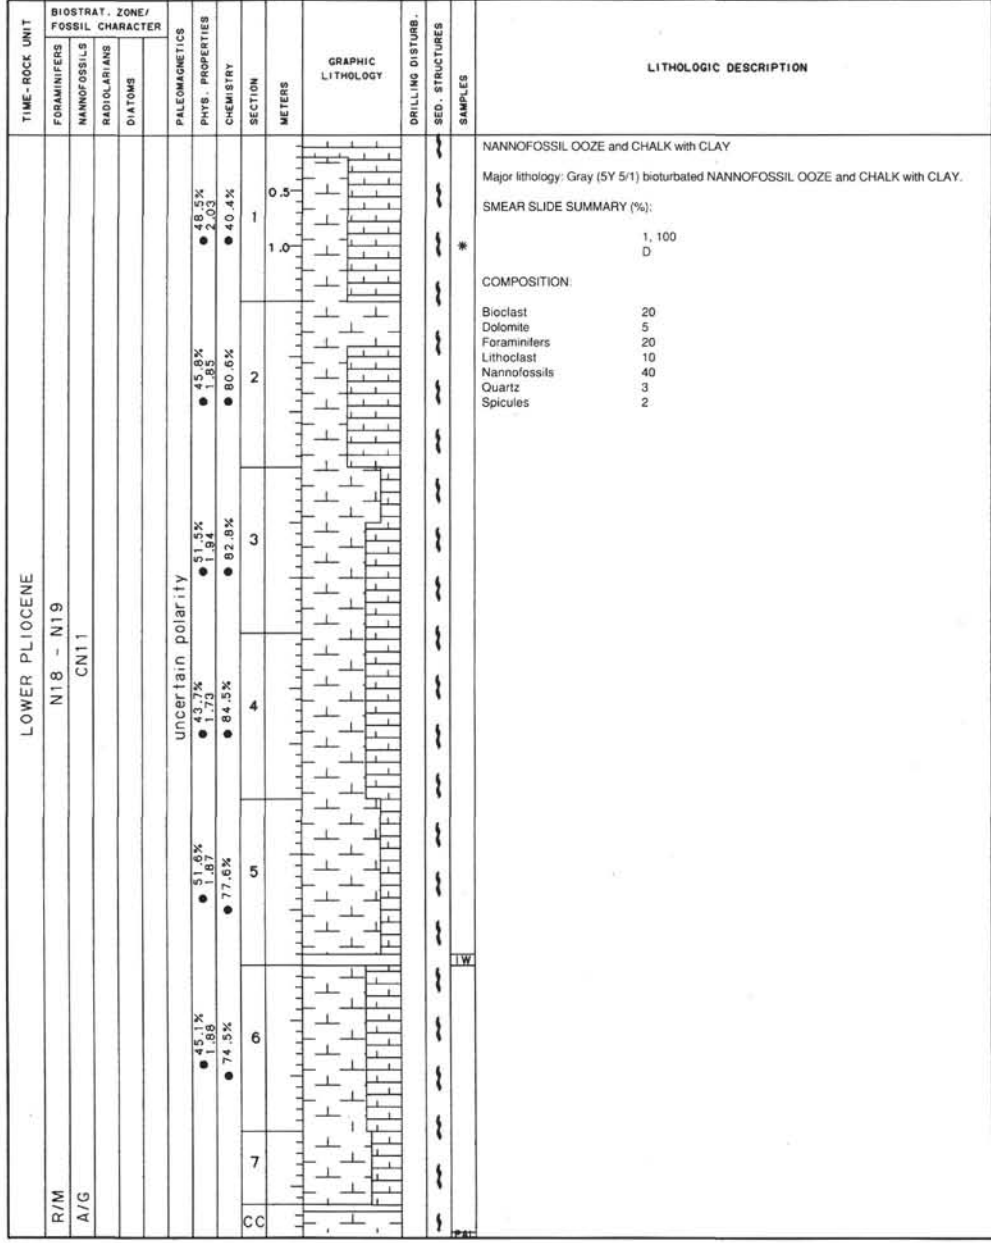 TIME-ROCK UNIT
BIOSTRAT. ZONE/
FOSSIL CHARACTER
FORAMINIFERS
NANNOFOSSILS
RADIOLARIANS
DIATOMS
PALEOMAGNETICS
PHYS. PROPERTIES
CHEMISTRY
SECTION
METERS
GRAPHIC
LITHOLOGY
DRILLING DISTURB.
SED. STRUCTURES
SAMPLES
LITHOLOGIC DESCRIPTION
LOWER PLIOCENE
N18 - N19
R/M
CN11
A/G
uncertain polarity
48.5%
2.03
40.4%
1
0.5
1.0
*
45.8%
1.85
80.6%
2
51.5%
1.94
82.8%
3
43.7%
1.73
84.5%
4
51.6%
1.87
77.6%
5
IW
45.1%
1.88
74.5%
6
7
CC
PAL
NANNOFOSSIL OOZE and CHALK with CLAY
Major lithology: Gray (5Y 5/1) bioturbated NANNOFOSSIL OOZE and CHALK with CLAY.
SMEAR SLIDE SUMMARY (%):
1, 100
D
COMPOSITION:
Bioclast 20
Dolomite 5
Foraminifers 20
Lithoclast 10
Nannofossils 40
Quartz 3
Spicules 2